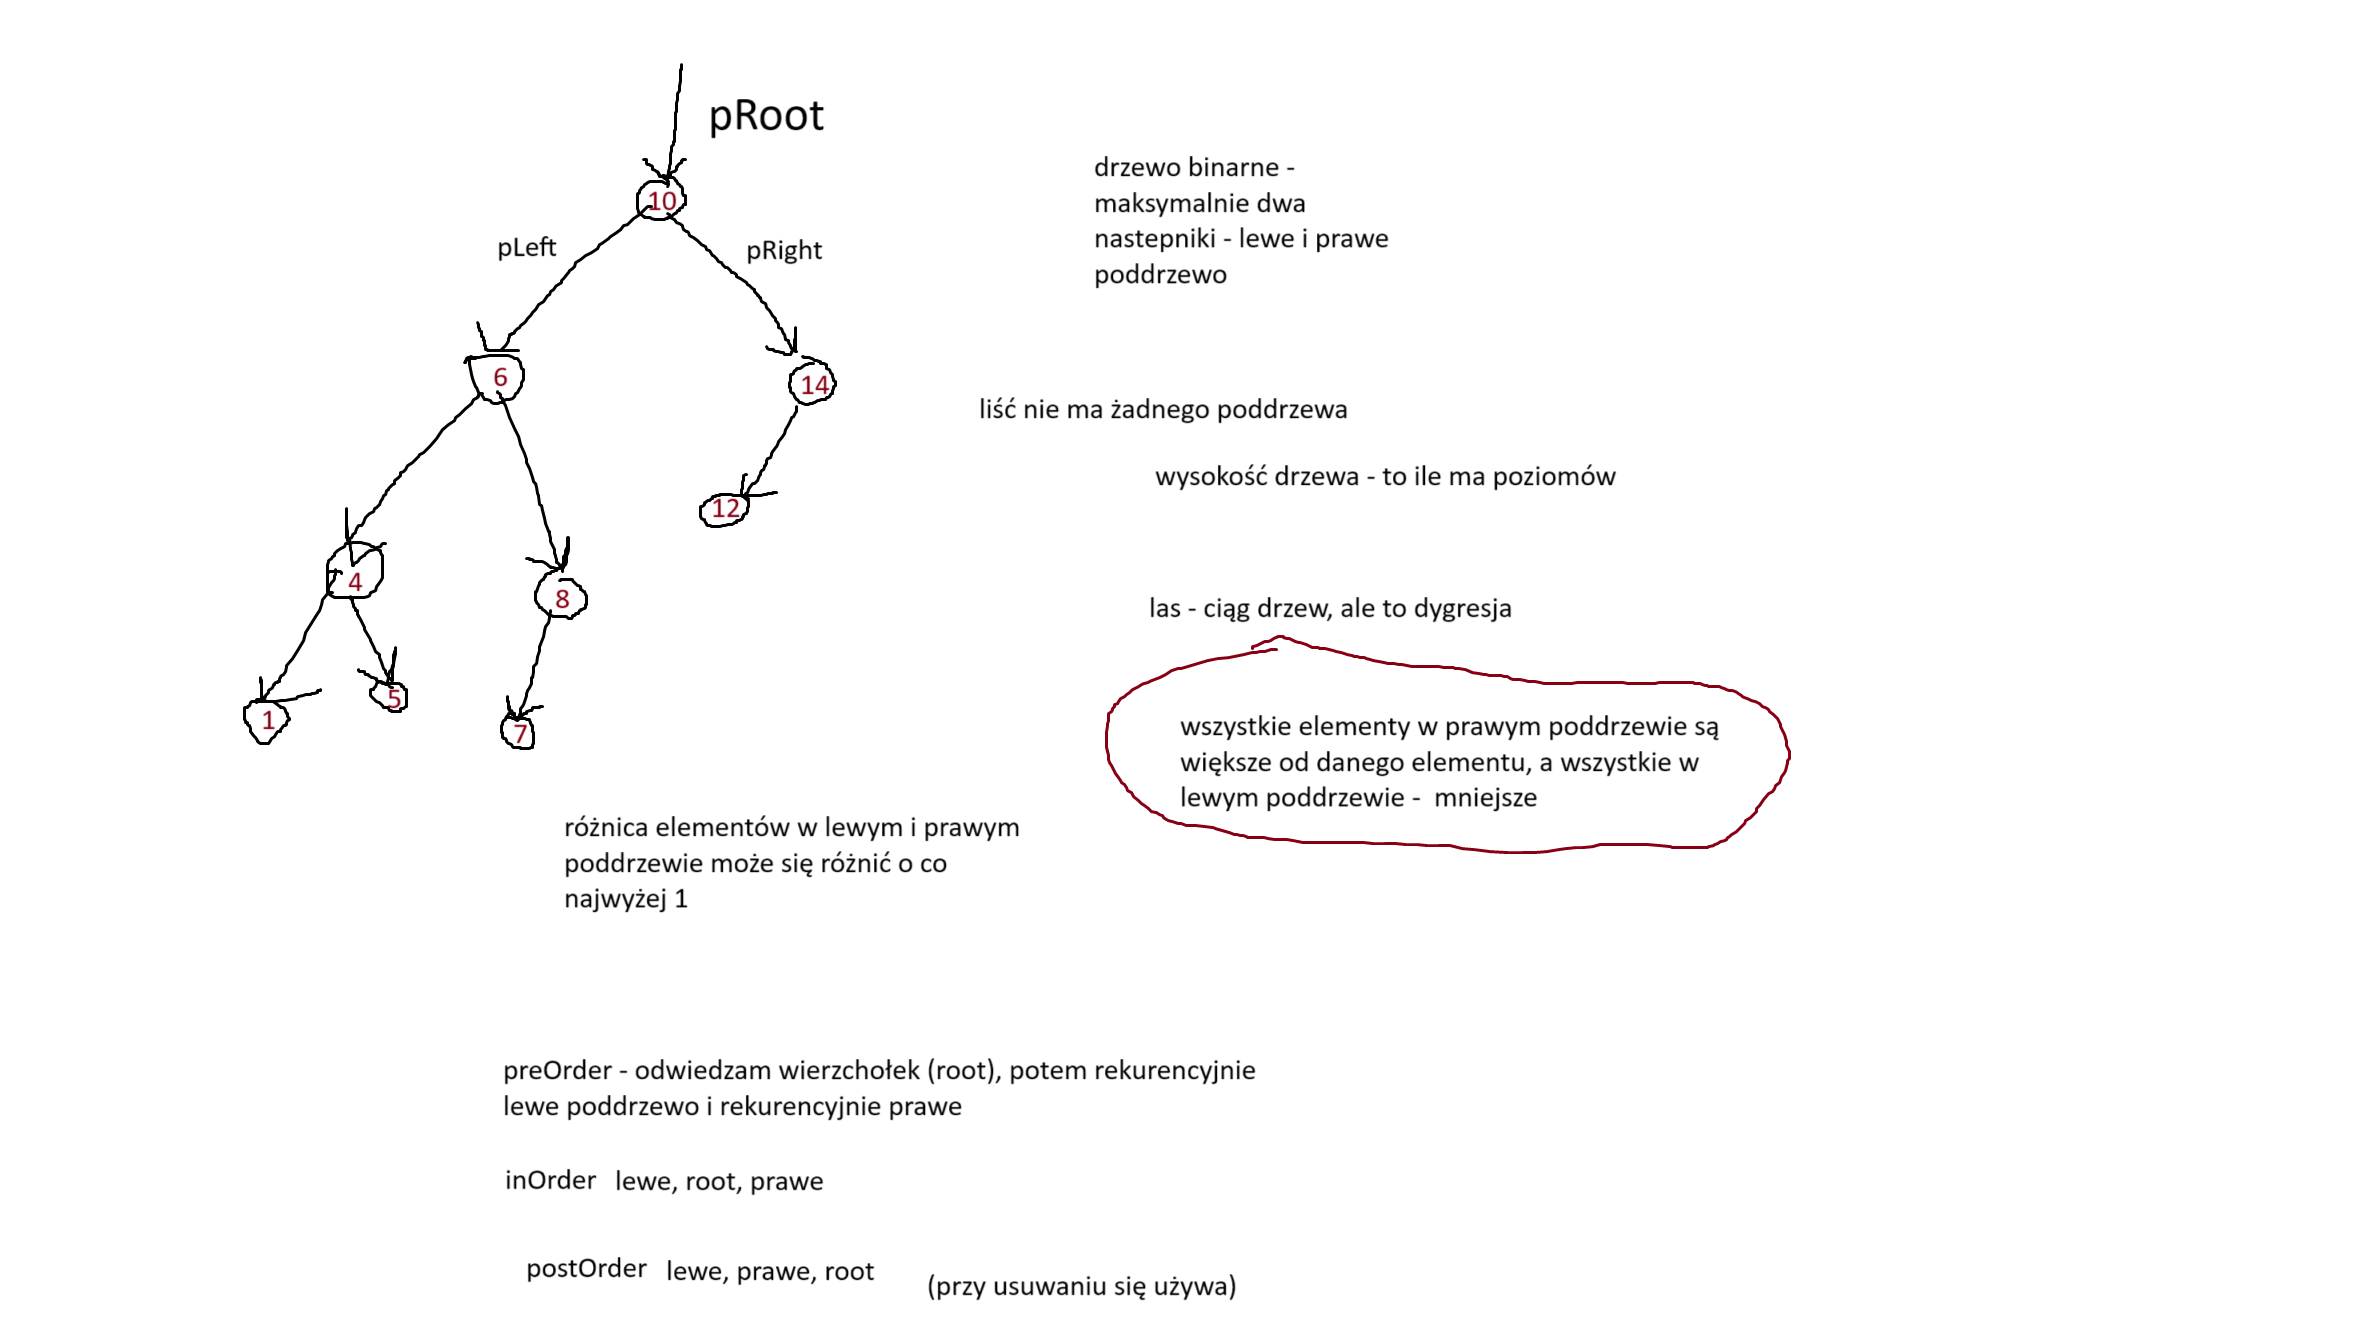 pRoot
10
pLeft
pRight
6
14
12
4
8
1
5
7
drzewo binarne -
maksymalnie dwa
nastepniki - lewe i prawe
poddrzewo
liść nie ma żadnego poddrzewa
wysokość drzewa - to ile ma poziomów
las - ciąg drzew, ale to dygresja
wszystkie elementy w prawym poddrzewie są
większe od danego elementu, a wszystkie w
lewym poddrzewie - mniejsze
różnica elementów w lewym i prawym
poddrzewie może się różnić o co
najwyżej 1
preOrder - odwiedzam wierzchołek (root), potem rekurencyjnie
lewe poddrzewo i rekurencyjnie prawe
inOrder lewe, root, prawe
postOrder lewe, prawe, root (przy usuwaniu się używa)